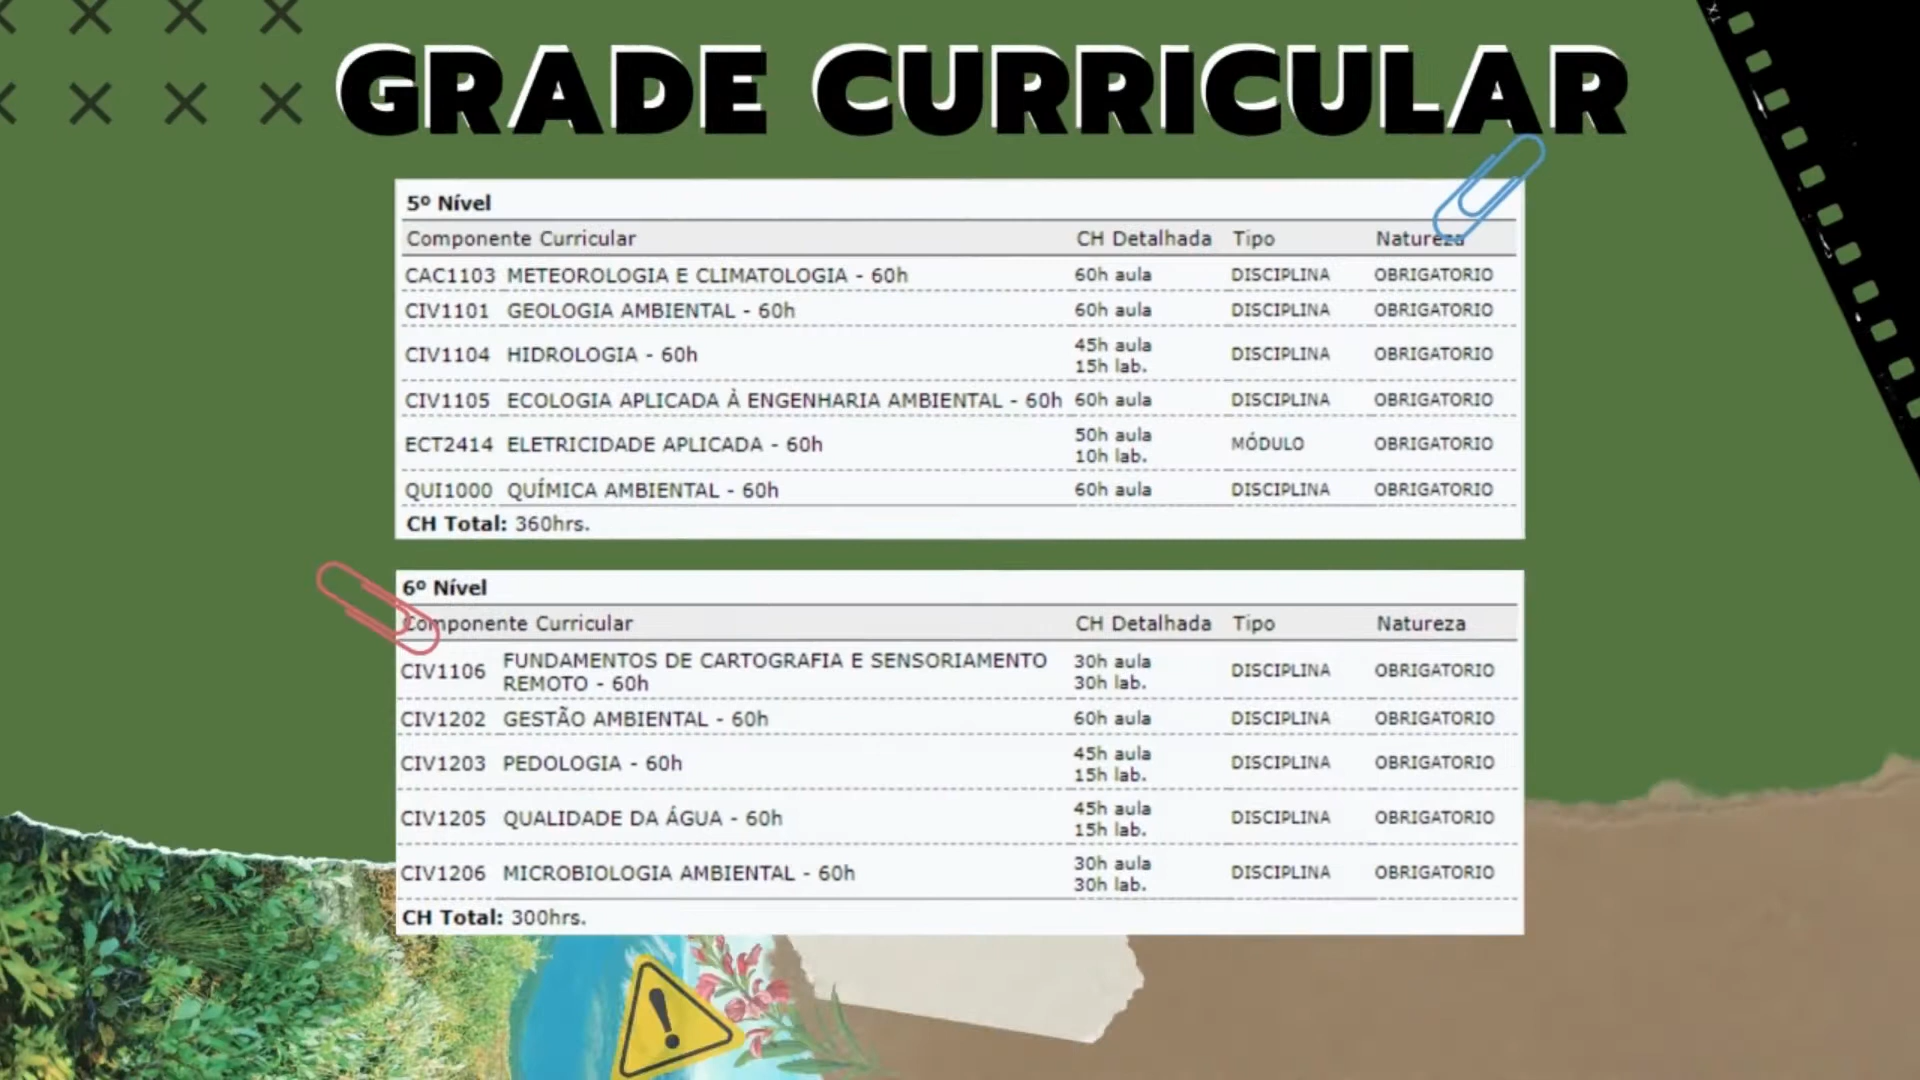 GRADE CURRICULAR
5º Nível
Componente Curricular CH Detalhada Tipo Natureza
CAC1103 METEOROLOGIA E CLIMATOLOGIA - 60h 60h aula DISCIPLINA OBRIGATORIO
CIV1101 GEOLOGIA AMBIENTAL - 60h 60h aula DISCIPLINA OBRIGATORIO
CIV1104 HIDROLOGIA - 60h 45h aula DISCIPLINA OBRIGATORIO
15h lab.
CIV1105 ECOLOGIA APLICADA À ENGENHARIA AMBIENTAL - 60h 60h aula DISCIPLINA OBRIGATORIO
ECT2414 ELETRICIDADE APLICADA - 60h 50h aula MÓDULO OBRIGATORIO
10h lab.
QUI1000 QUÍMICA AMBIENTAL - 60h 60h aula DISCIPLINA OBRIGATORIO
CH Total: 360hrs.
6º Nível
Componente Curricular CH Detalhada Tipo Natureza
CIV1106 FUNDAMENTOS DE CARTOGRAFIA E SENSORIAMENTO 30h aula DISCIPLINA OBRIGATORIO
REMOTO - 60h 30h lab.
CIV1202 GESTÃO AMBIENTAL - 60h 60h aula DISCIPLINA OBRIGATORIO
CIV1203 PEDOLOGIA - 60h 45h aula DISCIPLINA OBRIGATORIO
15h lab.
CIV1205 QUALIDADE DA ÁGUA - 60h 45h aula DISCIPLINA OBRIGATORIO
15h lab.
CIV1206 MICROBIOLOGIA AMBIENTAL - 60h 30h aula DISCIPLINA OBRIGATORIO
30h lab.
CH Total: 300hrs.